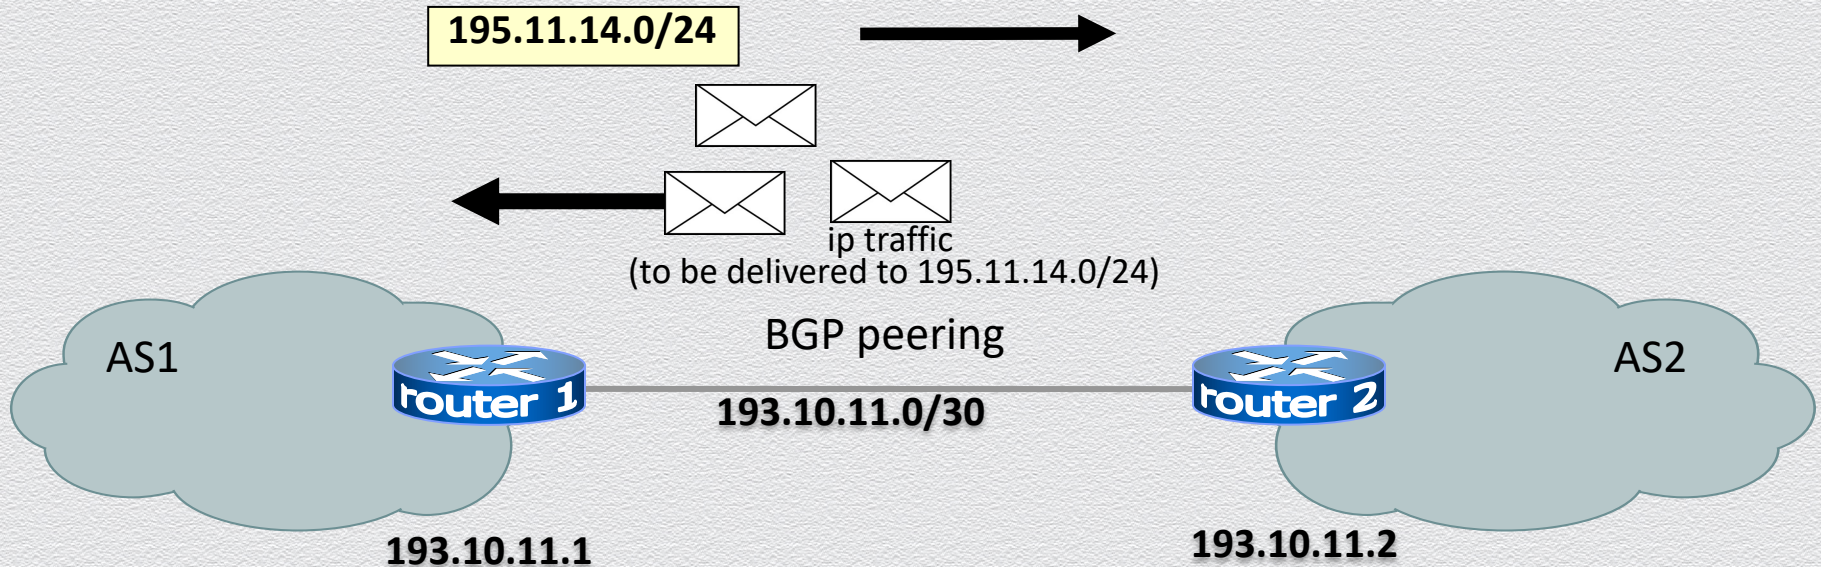 195.11.14.0/24
ip traffic
(to be delivered to 195.11.14.0/24)
BGP peering
AS1
AS2
router 1
router 2
193.10.11.0/30
193.10.11.1
193.10.11.2